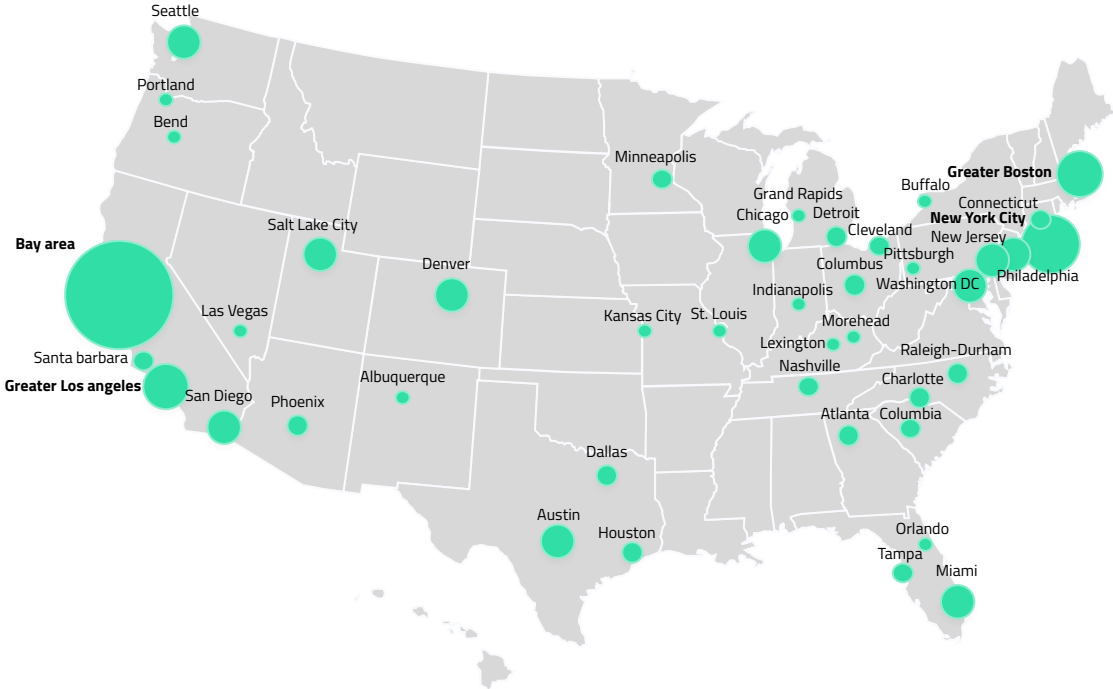 Seattle
Portland
Bend
Minneapolis
Greater Boston
Buffalo
Grand Rapids
Connecticut
Chicago
Detroit
New York City
Salt Lake City
Cleveland
New Jersey
Bay area
Pittsburgh
Denver
Columbus
Philadelphia
Washington DC
Indianapolis
Las Vegas
Kansas City
St. Louis
Morehead
Lexington
Raleigh-Durham
Santa barbara
Nashville
Albuquerque
Charlotte
Greater Los angeles
San Diego
Phoenix
Atlanta
Columbia
Dallas
Austin
Orlando
Houston
Tampa
Miami